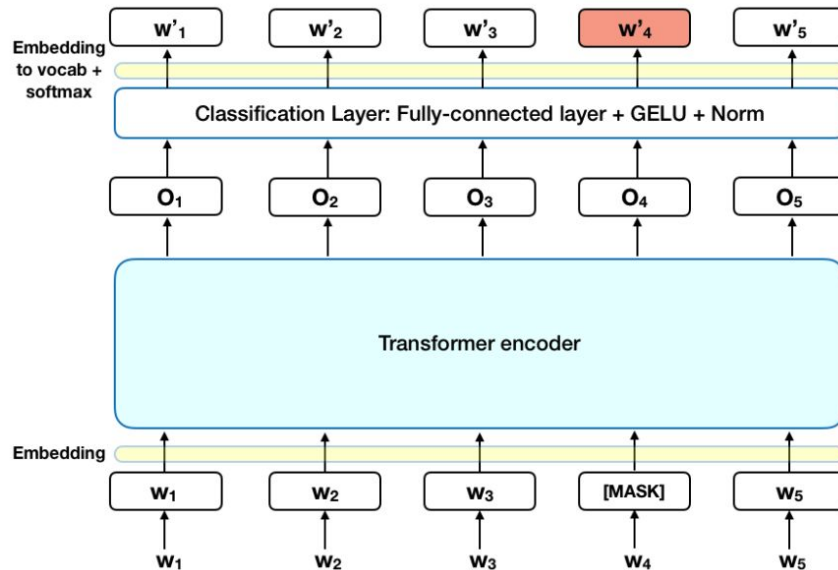 w'₁ w'₂ w'₃ w'₄ w'₅
Embedding
to vocab +
softmax
Classification Layer: Fully-connected layer + GELU + Norm
O₁ O₂ O₃ O₄ O₅
Transformer encoder
Embedding
w₁ w₂ w₃ [MASK] w₅
w₁ w₂ w₃ w₄ w₅